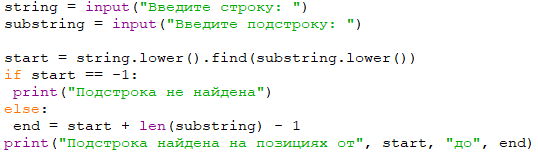 string = input("Введите строку: ")
substring = input("Введите подстроку: ")
start = string.lower().find(substring.lower())
if start == -1:
 print("Подстрока не найдена")
else:
 end = start + len(substring) - 1
print("Подстрока найдена на позициях от", start, "до", end)